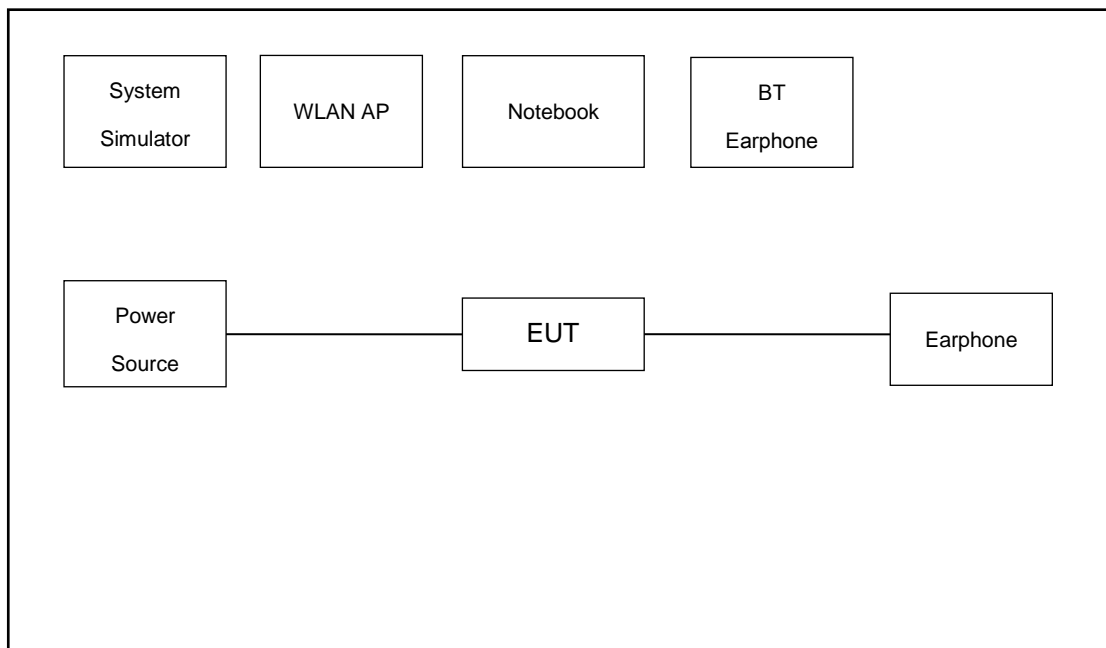 System
Simulator
WLAN AP
Notebook
BT
Earphone
Power
Source
EUT
Earphone